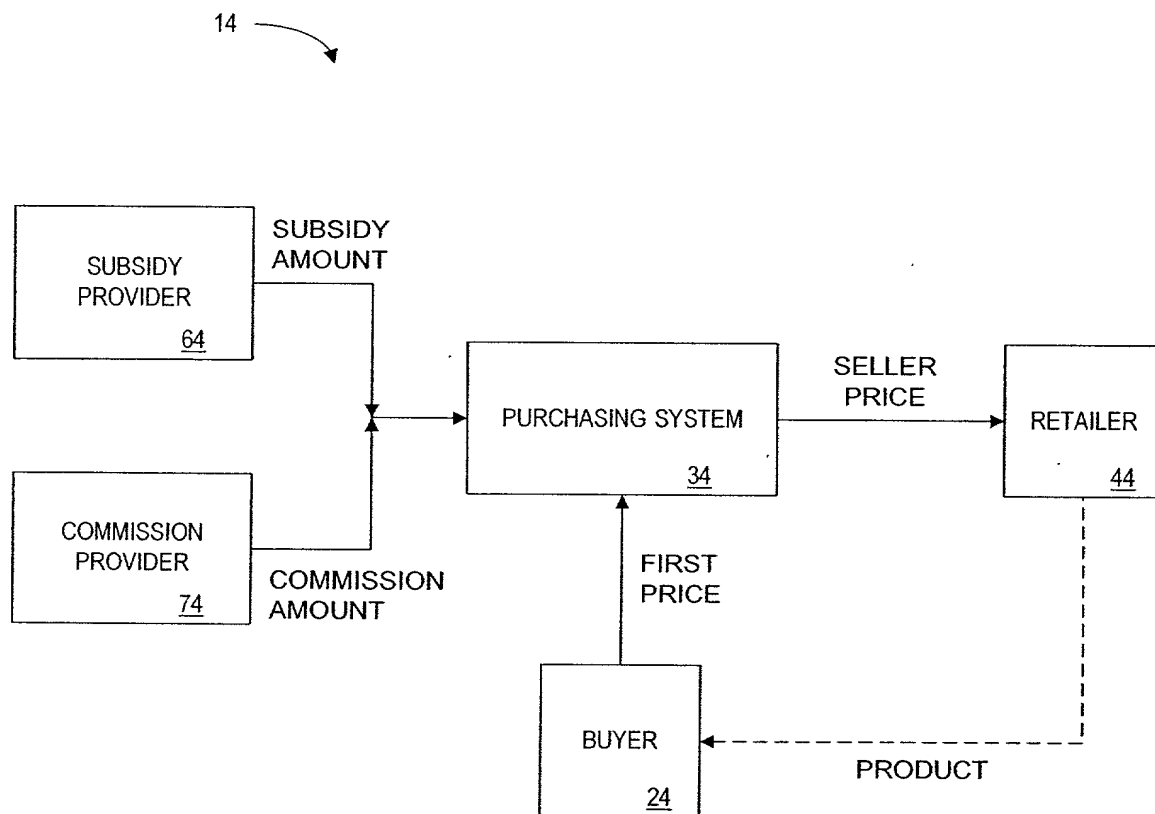 14
SUBSIDY
PROVIDER
64
SUBSIDY
AMOUNT
COMMISSION
PROVIDER
74
COMMISSION
AMOUNT
PURCHASING SYSTEM
34
SELLER
PRICE
RETAILER
44
FIRST
PRICE
BUYER
24
PRODUCT